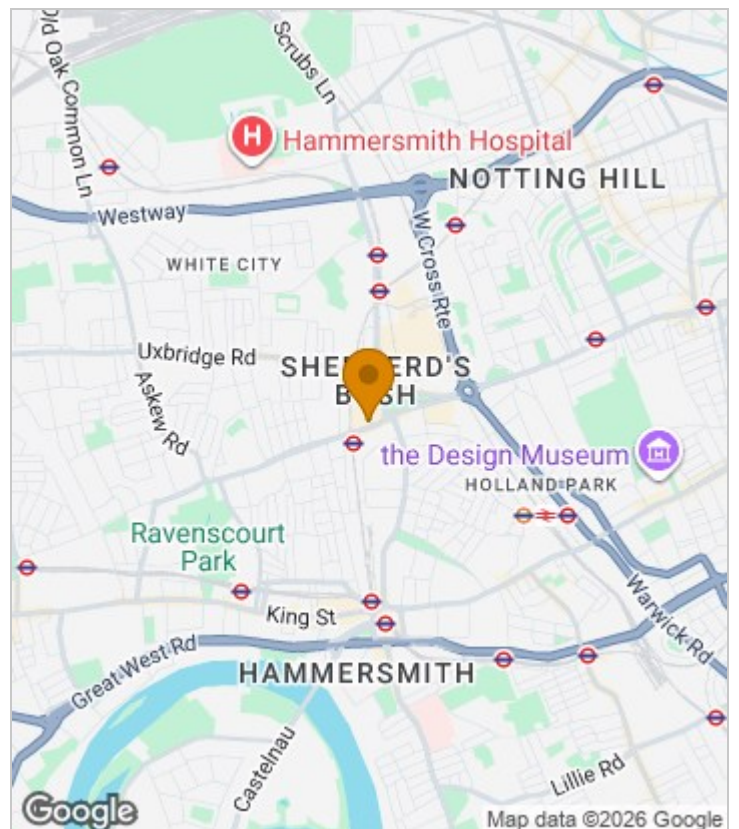 Old Oak Common Ln
Scrubs Ln
H
Hammersmith Hospital
NOTTING HILL
Westway
W Cross Rte
WHITE CITY
Uxbridge Rd
SHEPHERD'S
BUSH
Askew Rd
the Design Museum
HOLLAND PARK
Ravenscourt
Park
King St
Warwick Rd
Great West Rd
HAMMERSMITH
Castelnau
Lillie Rd
Google
Map data ©2026 Google